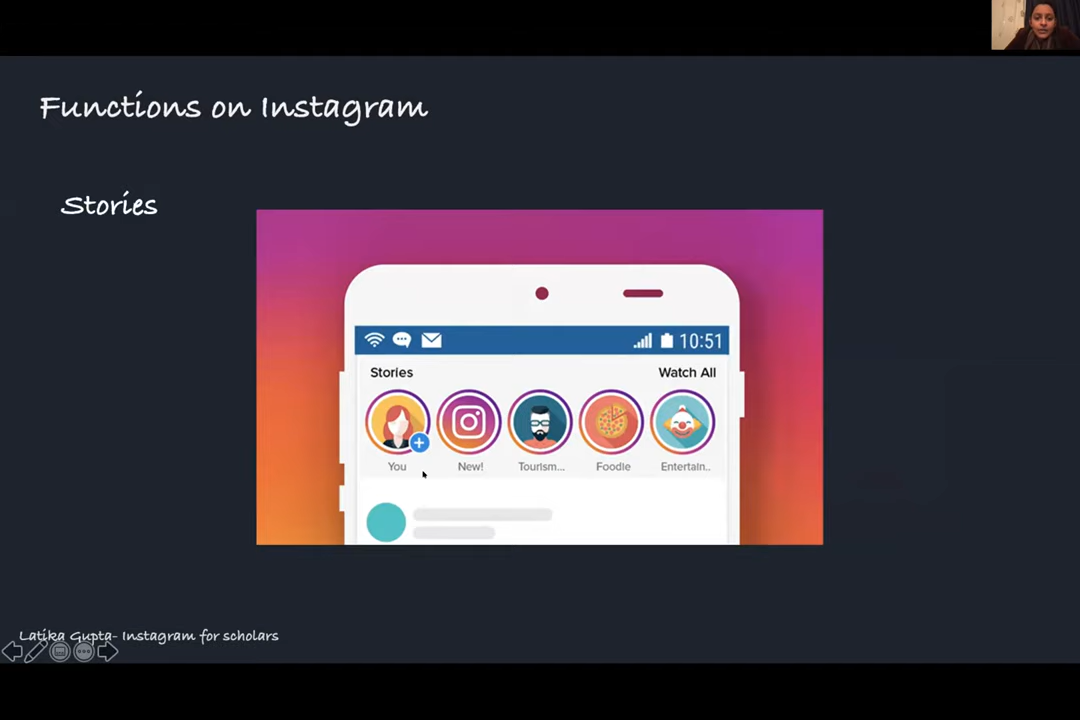 Functions on Instagram
Stories
10:51
Stories Watch All
You New! Tourism... Foodie Entertain..
Latika Gupta- Instagram for scholars